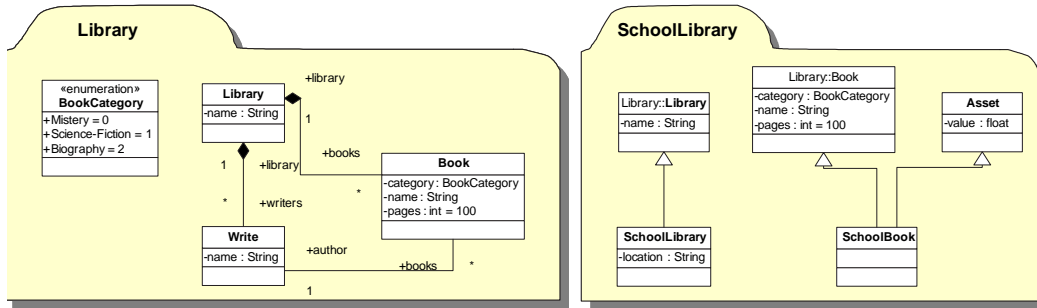 Library
«enumeration»
BookCategory
+Mistery = 0
+Science-Fiction = 1
+Biography = 2
Library
-name : String
+library
1
+books
*
1
+library
*
+writers
Book
-category : BookCategory
-name : String
-pages : int = 100
Write
-name : String
+author
1
+books
*
SchoolLibrary
Library::Library
-name : String
Library::Book
-category : BookCategory
-name : String
-pages : int = 100
Asset
-value : float
SchoolLibrary
-location : String
SchoolBook